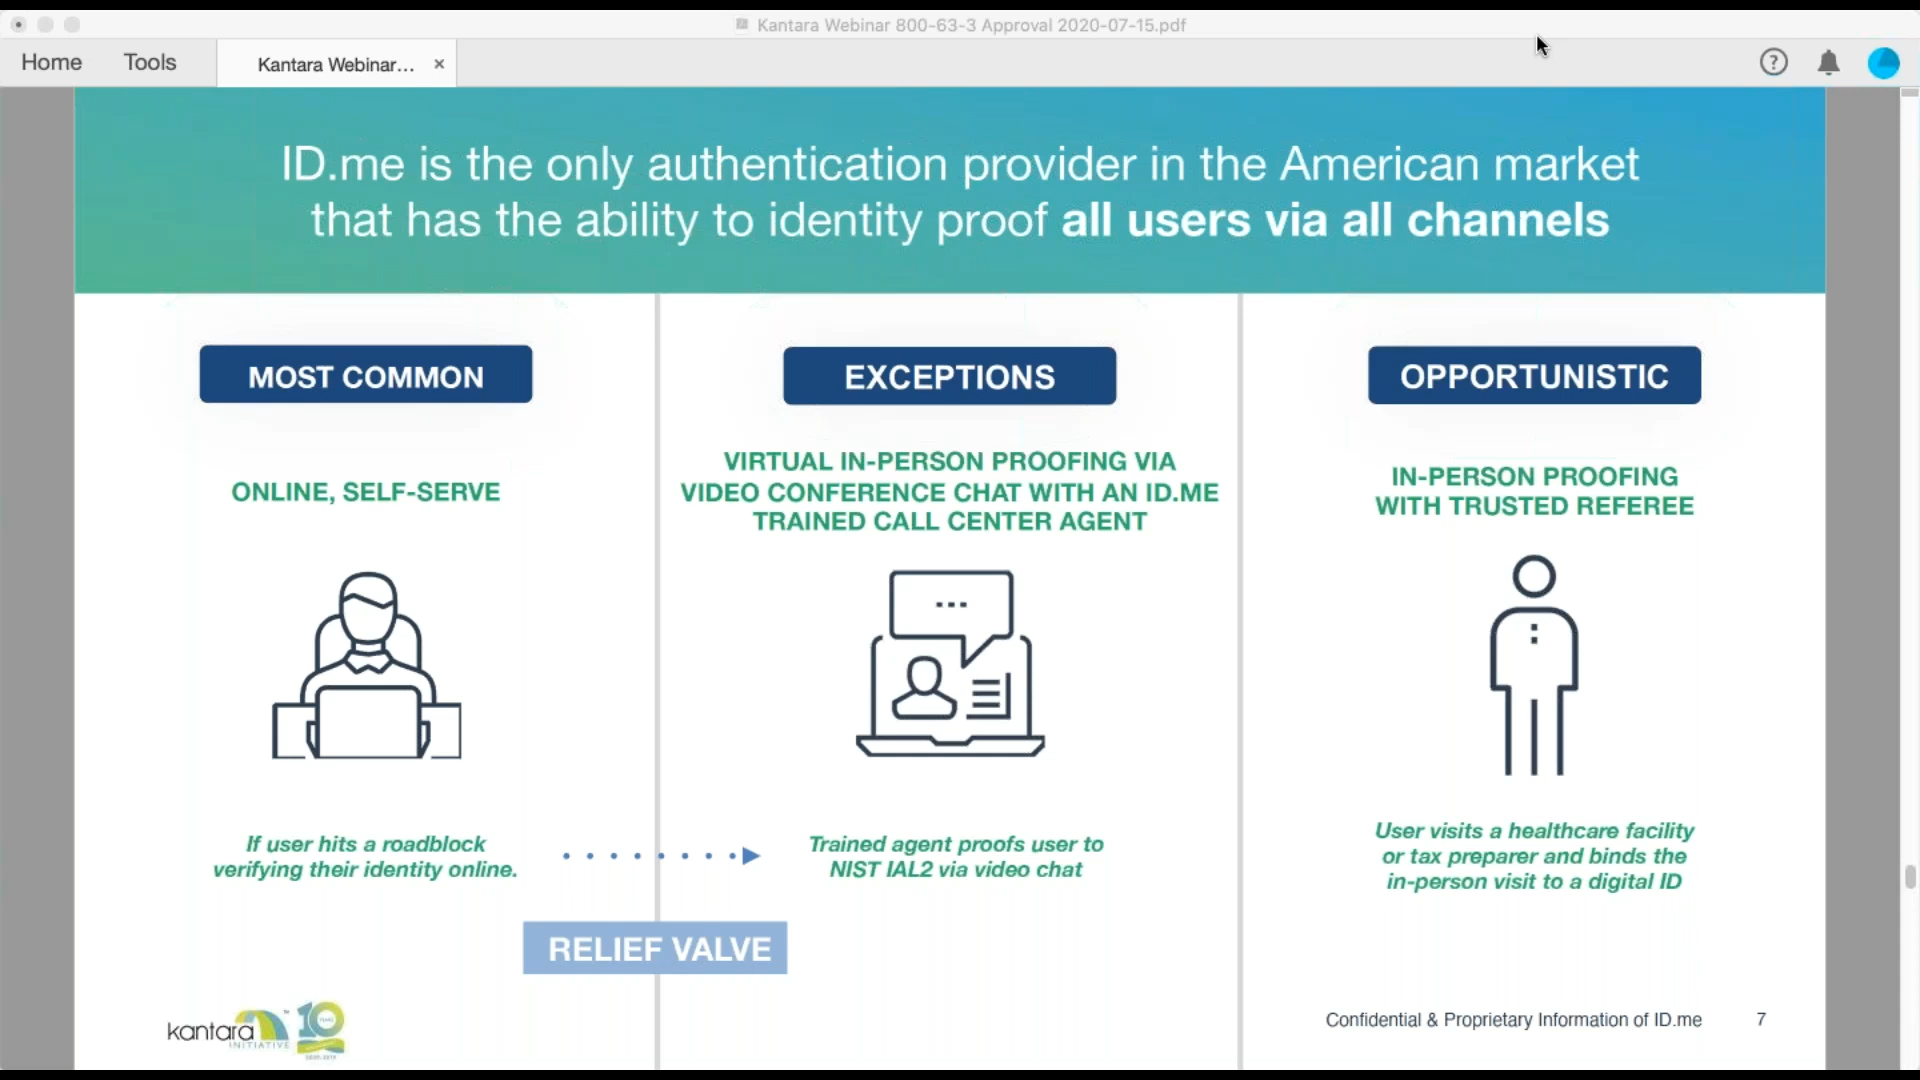 Kantara Webinar 800-63-3 Approval 2020-07-15.pdf
Home
Tools
Kantara Webinar...
×
?
ID.me is the only authentication provider in the American market
that has the ability to identity proof all users via all channels
MOST COMMON
ONLINE, SELF-SERVE
If user hits a roadblock
verifying their identity online.
EXCEPTIONS
VIRTUAL IN-PERSON PROOFING VIA
VIDEO CONFERENCE CHAT WITH AN ID.ME
TRAINED CALL CENTER AGENT
Trained agent proofs user to
NIST IAL2 via video chat
OPPORTUNISTIC
IN-PERSON PROOFING
WITH TRUSTED REFEREE
User visits a healthcare facility
or tax preparer and binds the
in-person visit to a digital ID
RELIEF VALVE
kantara
INITIATIVE
10
YEARS
Confidential & Proprietary Information of ID.me
7